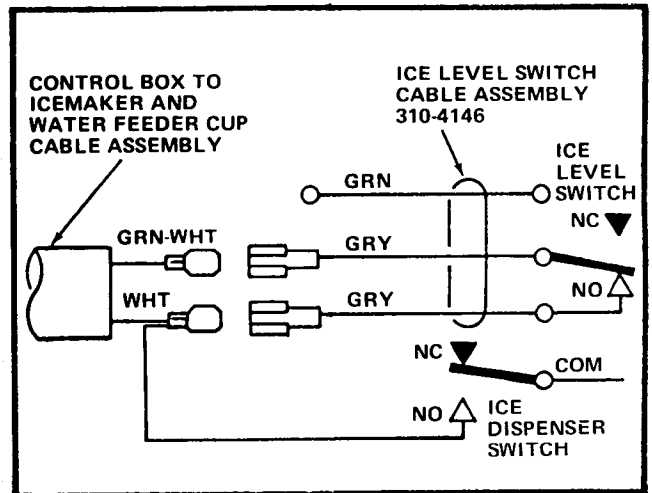 CONTROL BOX TO
ICEMAKER AND
WATER FEEDER CUP
CABLE ASSEMBLY
ICE LEVEL SWITCH
CABLE ASSEMBLY
310-4146
ICE
LEVEL
SWITCH
GRN
NC
GRN-WHT
GRY
NO
WHT
GRY
NC
COM
NO
ICE
DISPENSER
SWITCH